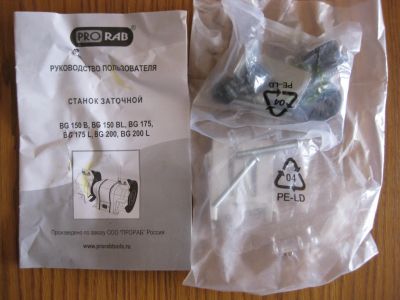 PRORAB
РУКОВОДСТВО ПОЛЬЗОВАТЕЛЯ
СТАНОК ЗАТОЧНОЙ
BG 150 B, BG 150 BL, BG 175,
BG 175 L, BG 200, BG 200 L
Произведено по заказу ООО "ПРОРАБ" Россия
www.prorabtools.ru
04
PE-LD
04
PE-LD